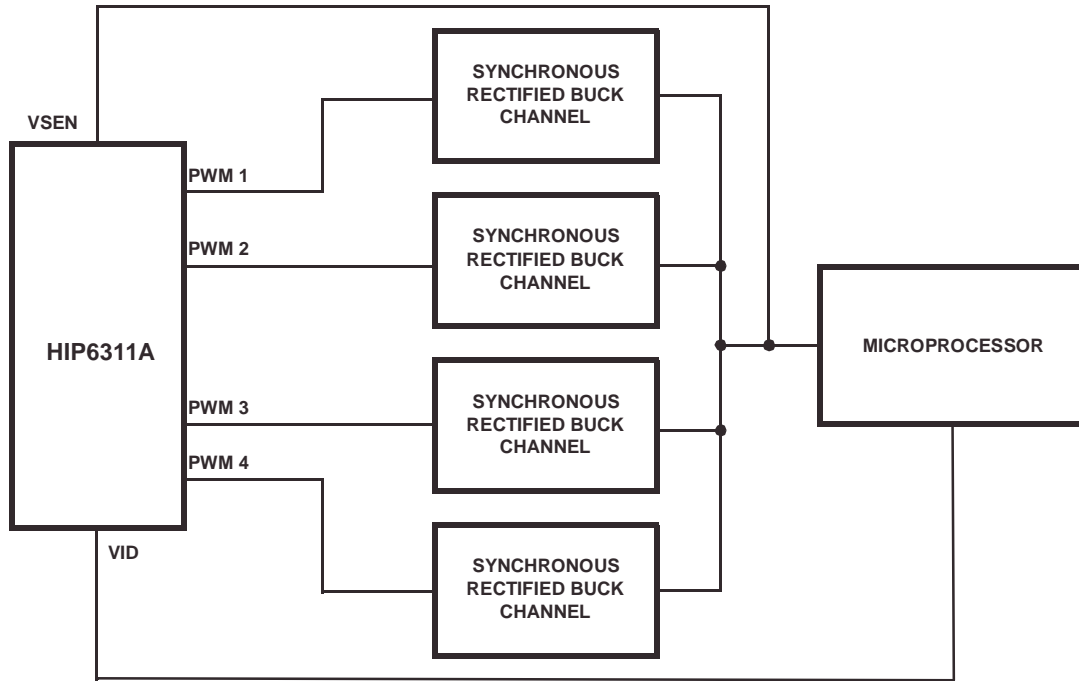 VSEN
HIP6311A
VID
PWM 1
PWM 2
PWM 3
PWM 4
SYNCHRONOUS
RECTIFIED BUCK
CHANNEL
SYNCHRONOUS
RECTIFIED BUCK
CHANNEL
SYNCHRONOUS
RECTIFIED BUCK
CHANNEL
SYNCHRONOUS
RECTIFIED BUCK
CHANNEL
MICROPROCESSOR